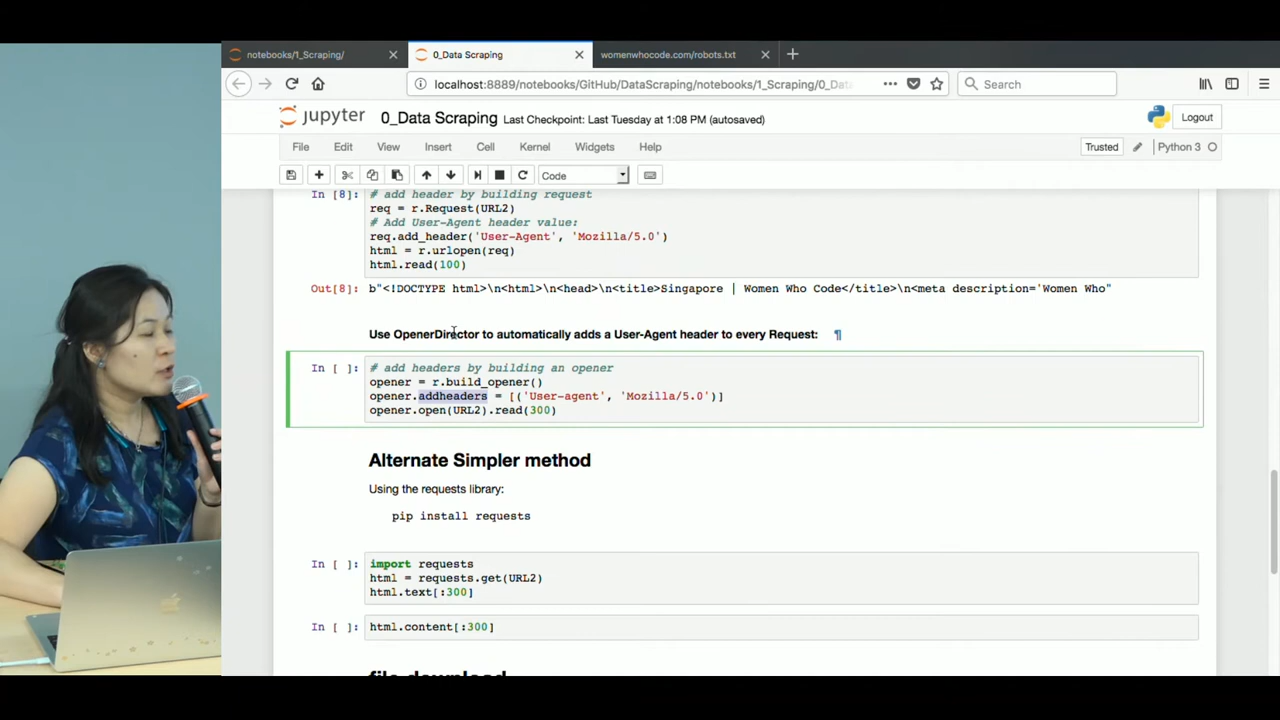 notebooks/1_Scraping/
0_Data Scraping
womenwhocode.com/robots.txt
localhost:8889/notebooks/GitHub/DataScraping/notebooks/1_Scraping/0_Data
Search
jupyter 0_Data Scraping Last Checkpoint: Last Tuesday at 1:08 PM (autosaved)
Logout
File Edit View Insert Cell Kernel Widgets Help
Trusted
Python 3
Code
In [8]:
# add header by building request
req = r.Request(URL2)
# Add User-Agent header value:
req.add_header('User-Agent', 'Mozilla/5.0')
html = r.urlopen(req)
html.read(100)
Out[8]: b"<!DOCTYPE html>\n<html>\n<head>\n<title>Singapore | Women Who Code</title>\n<meta description='Women Who"
Use OpenerDirector to automatically adds a User-Agent header to every Request: ¶
In [ ]:
# add headers by building an opener
opener = r.build_opener()
opener.addheaders = [('User-agent', 'Mozilla/5.0')]
opener.open(URL2).read(300)
Alternate Simpler method
Using the requests library:
pip install requests
In [ ]:
import requests
html = requests.get(URL2)
html.text[:300]
In [ ]: html.content[:300]
file download